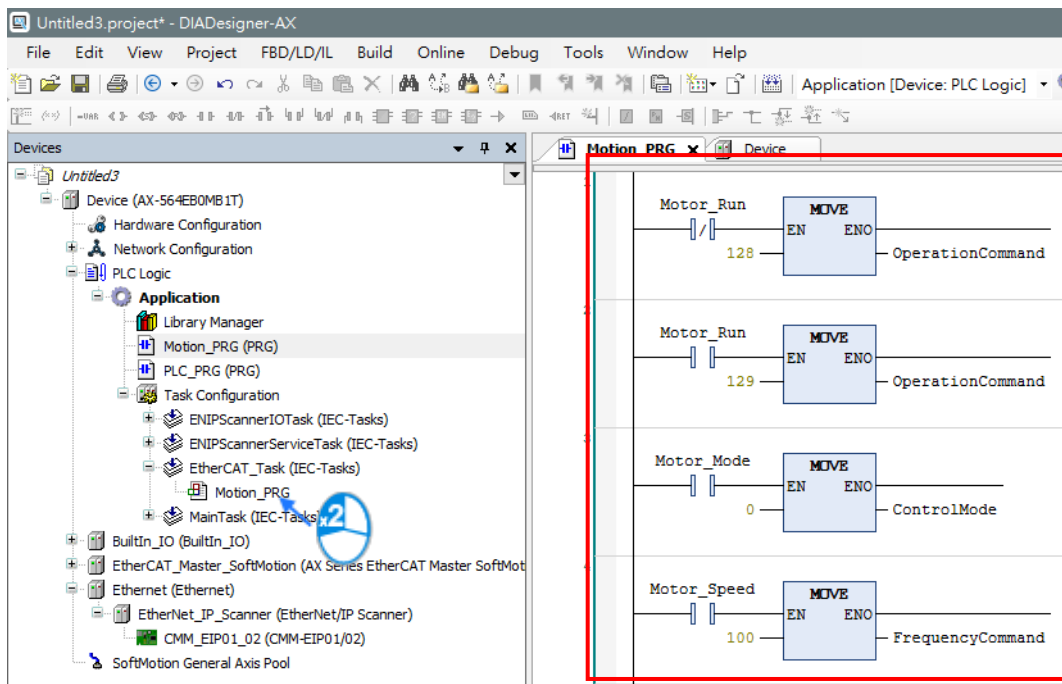 Untitled3.project* - DIADesigner-AX
File Edit View Project FBD/LD/IL Build Online Debug Tools Window Help
Application [Device: PLC Logic]
Devices
Motion_PRG
Device
Untitled3
Device (AX-564EB0MB1T)
Hardware Configuration
Network Configuration
PLC Logic
Application
Library Manager
Motion_PRG (PRG)
PLC_PRG (PRG)
Task Configuration
ENIPScannerIOTask (IEC-Tasks)
ENIPScannerServiceTask (IEC-Tasks)
EtherCAT_Task (IEC-Tasks)
Motion_PRG
x2
MainTask (IEC-Tasks)
BuiltIn_IO (BuiltIn_IO)
EtherCAT_Master_SoftMotion (AX Series EtherCAT Master SoftMot
Ethernet (Ethernet)
EtherNet_IP_Scanner (EtherNet/IP Scanner)
CMM_EIP01_02 (CMM-EIP01/02)
SoftMotion General Axis Pool
Motor_Run MOVE
EN ENO
128 OperationCommand
2
Motor_Run MOVE
EN ENO
129 OperationCommand
3
Motor_Mode MOVE
EN ENO
0 ControlMode
4
Motor_Speed MOVE
EN ENO
100 FrequencyCommand